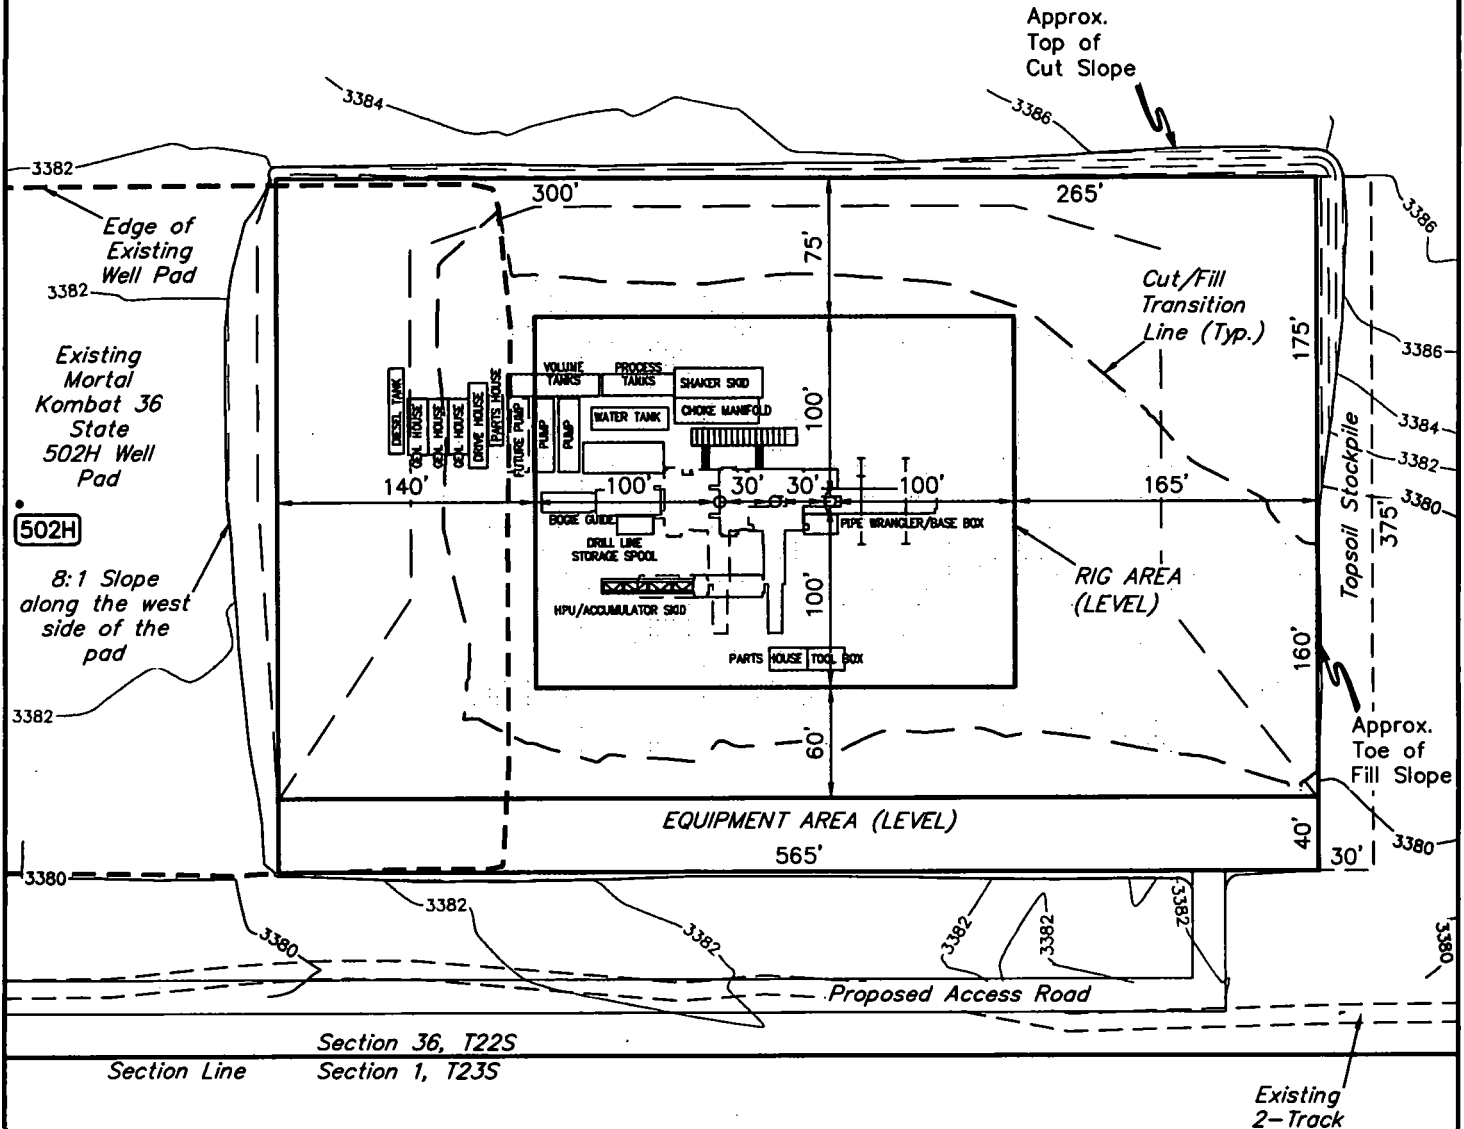 Approx.
Top of
Cut Slope
3384
3386
3382
300'
265'
3386
Edge of
Existing
Well Pad
75'
Cut/Fill
Transition
Line (Typ.)
3382
175'
3386
Existing
Mortal
Kombat 36
State
502H Well
Pad
VOLUME
TANKS
PROCESS
TANKS
SHAKER SKID
DIESEL TANK
GEN. HOUSE
GEN. HOUSE
GEN. HOUSE
DRIVE HOUSE
PARTS HOUSE
FUTURE PUMP
PUMP
PUMP
WATER TANK
CHOKE MANIFOLD
100'
3384
3382
3380
Topsoil Stockpile
375'
140'
100'
30'
30'
100'
165'
502H
BOGIE GUIDE
PIPE WRANGLER/BASE BOX
DRILL LINE
STORAGE SPOOL
8:1 Slope
along the west
side of the
pad
RIG AREA
(LEVEL)
HPU/ACCUMULATOR SKID
100'
160'
PARTS HOUSE
TOOL BOX
3382
60'
Approx.
Toe of
Fill Slope
EQUIPMENT AREA (LEVEL)
40'
565'
30'
3380
3380
3382
3380
3382
3382
3382
3382
3380
Proposed Access Road
Section 36, T22S
Section Line
Section 1, T23S
Existing
2-Track